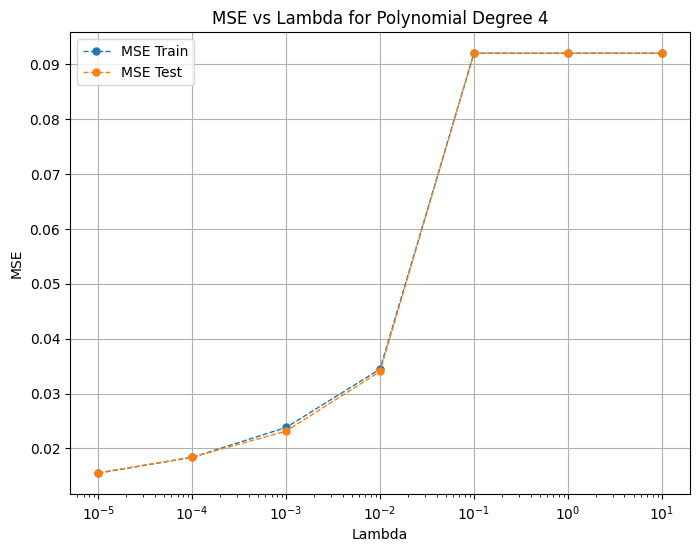 MSE vs Lambda for Polynomial Degree 4
MSE Train
MSE Test
0.09
0.08
0.07
0.06
0.05
0.04
0.03
0.02
MSE
10⁻⁵ 10⁻⁴ 10⁻³ 10⁻² 10⁻¹ 10⁰ 10¹
Lambda